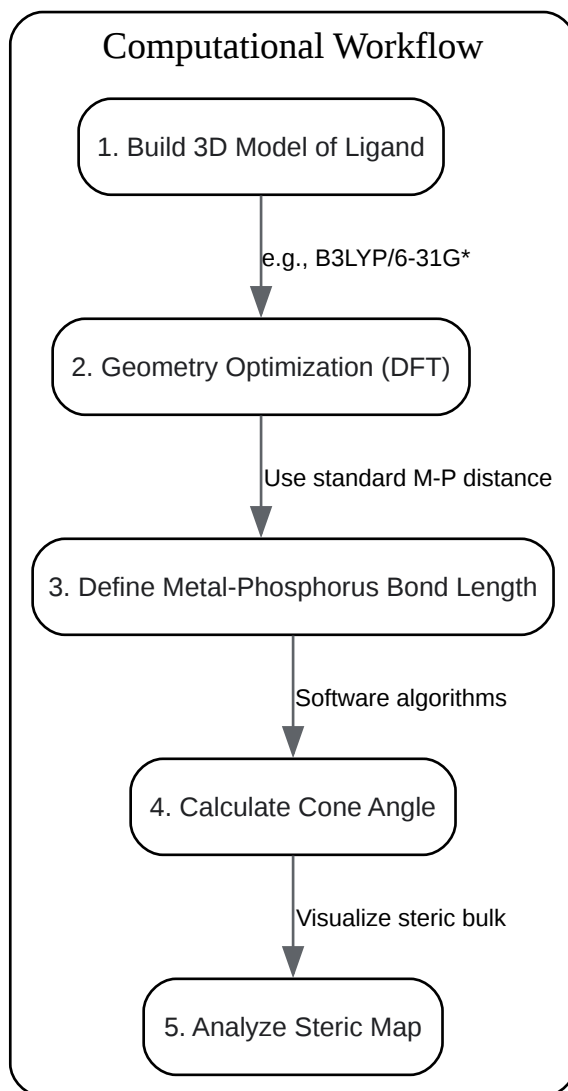 Computational Workflow
1. Build 3D Model of Ligand
e.g., B3LYP/6-31G*
2. Geometry Optimization (DFT)
Use standard M-P distance
3. Define Metal-Phosphorus Bond Length
Software algorithms
4. Calculate Cone Angle
Visualize steric bulk
5. Analyze Steric Map